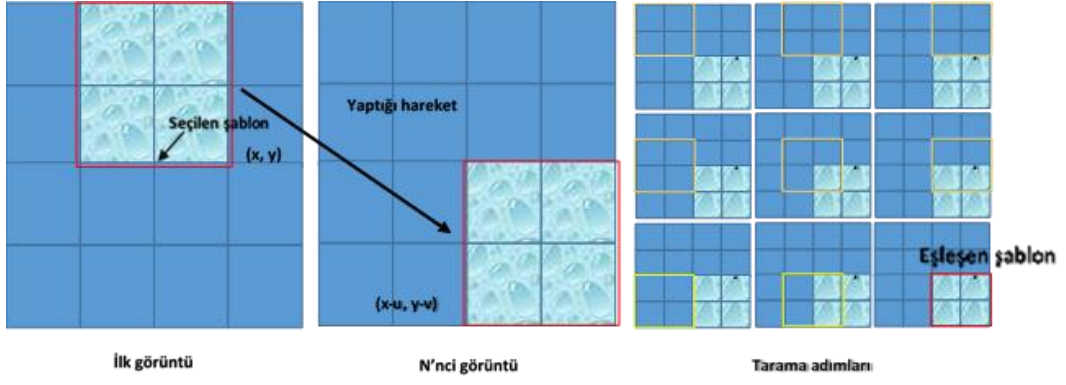 Seçilen şablon
(x, y)
Yaptığı hareket
(x-u, y-v)
Eşleşen şablon
İlk görüntü
N'nci görüntü
Tarama adımları